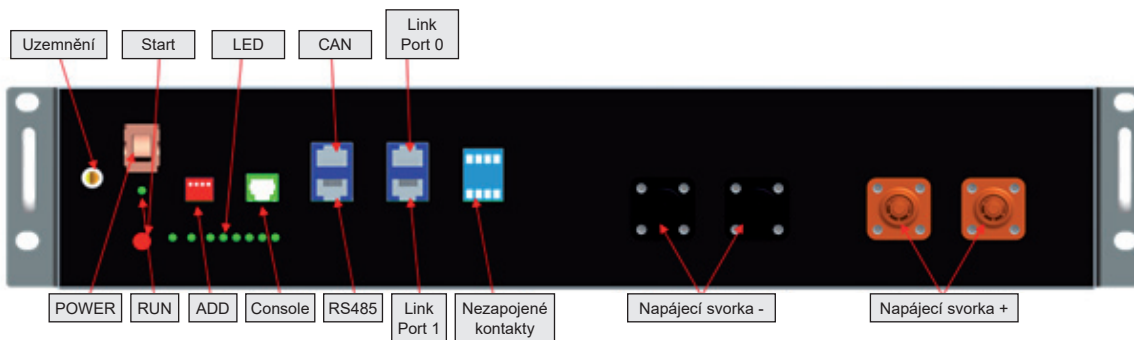 Link
Port 0
Uzemnění
Start
LED
CAN
POWER
RUN
ADD
Console
RS485
Link
Port 1
Nezapojené
kontakty
Napájecí svorka -
Napájecí svorka +